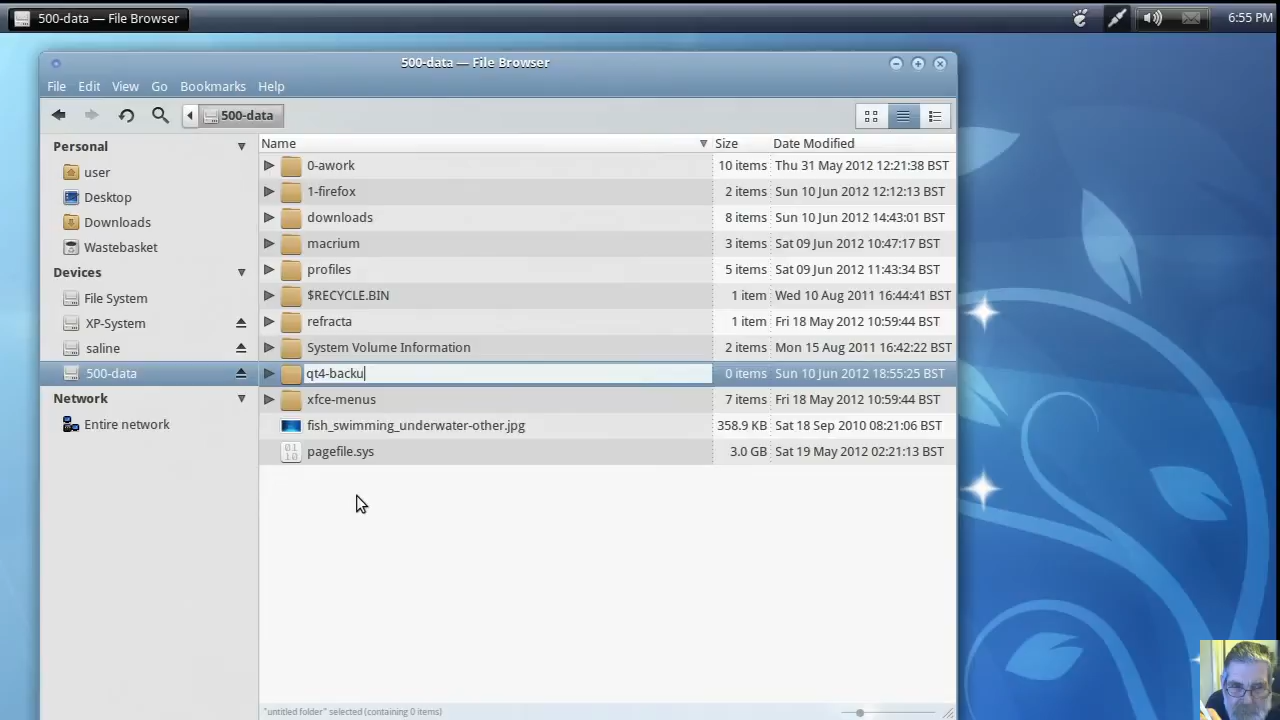 500-data — File Browser
6:55 PM
500-data — File Browser
File Edit View Go Bookmarks Help
500-data
Personal
user
Desktop
Downloads
Wastebasket
Devices
File System
XP-System
saline
500-data
Network
Entire network
Name Size Date Modified
0-awork 10 items Thu 31 May 2012 12:21:38 BST
1-firefox 2 items Sun 10 Jun 2012 12:12:13 BST
downloads 8 items Sun 10 Jun 2012 14:43:01 BST
macrium 3 items Sat 09 Jun 2012 10:47:17 BST
profiles 5 items Sat 09 Jun 2012 11:43:34 BST
$RECYCLE.BIN 1 item Wed 10 Aug 2011 16:44:41 BST
refracta 1 item Fri 18 May 2012 10:59:44 BST
System Volume Information 2 items Mon 15 Aug 2011 16:42:22 BST
qt4-backu 0 items Sun 10 Jun 2012 18:55:25 BST
xfce-menus 7 items Fri 18 May 2012 10:59:44 BST
fish_swimming_underwater-other.jpg 358.9 KB Sat 18 Sep 2010 08:21:06 BST
pagefile.sys 3.0 GB Sat 19 May 2012 02:21:13 BST
"untitled folder" selected (containing 0 items)